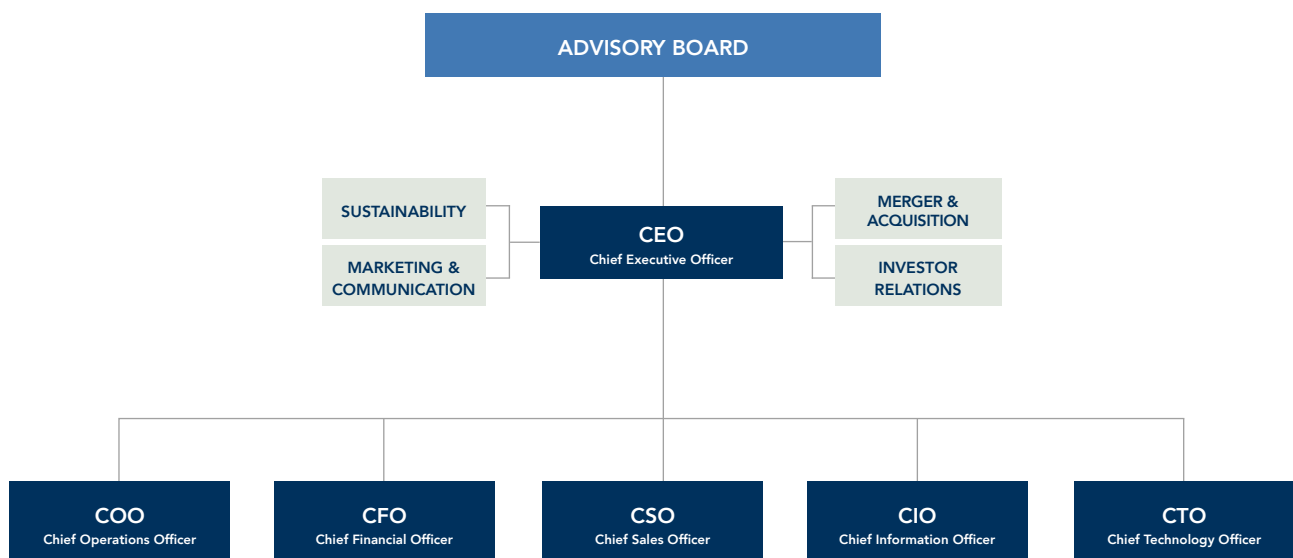 ADVISORY BOARD
SUSTAINABILITY
MARKETING &
COMMUNICATION
CEO
Chief Executive Officer
MERGER &
ACQUISITION
INVESTOR
RELATIONS
COO
Chief Operations Officer
CFO
Chief Financial Officer
CSO
Chief Sales Officer
CIO
Chief Information Officer
CTO
Chief Technology Officer